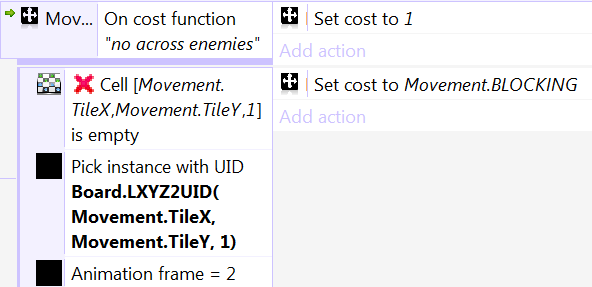 Mov... On cost function Set cost to 1
"no across enemies" Add action
Cell [Movement. Set cost to Movement.BLOCKING
TileX,Movement.TileY,1] Add action
is empty
Pick instance with UID
Board.LXYZ2UID(
Movement.TileX,
Movement.TileY, 1)
Animation frame = 2